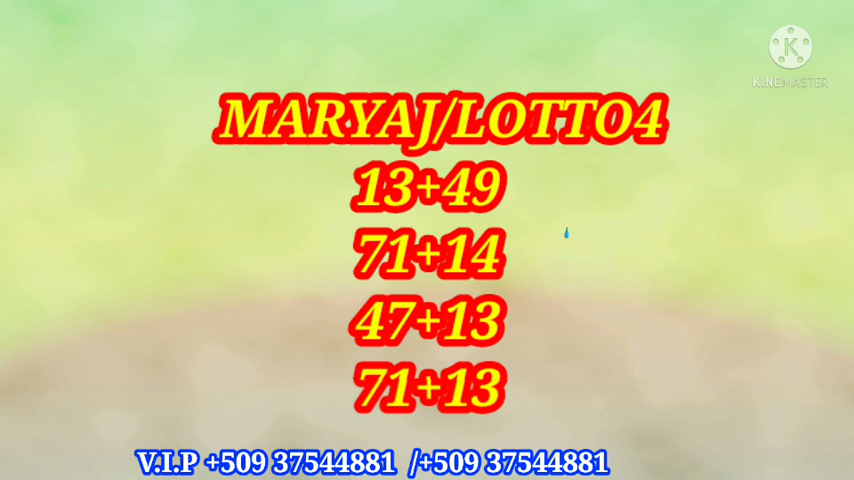 KINEMASTER
MARYAJ/LOTTO4
13+49
71+14
47+13
71+13
V.I.P +509 37544881 /+509 37544881